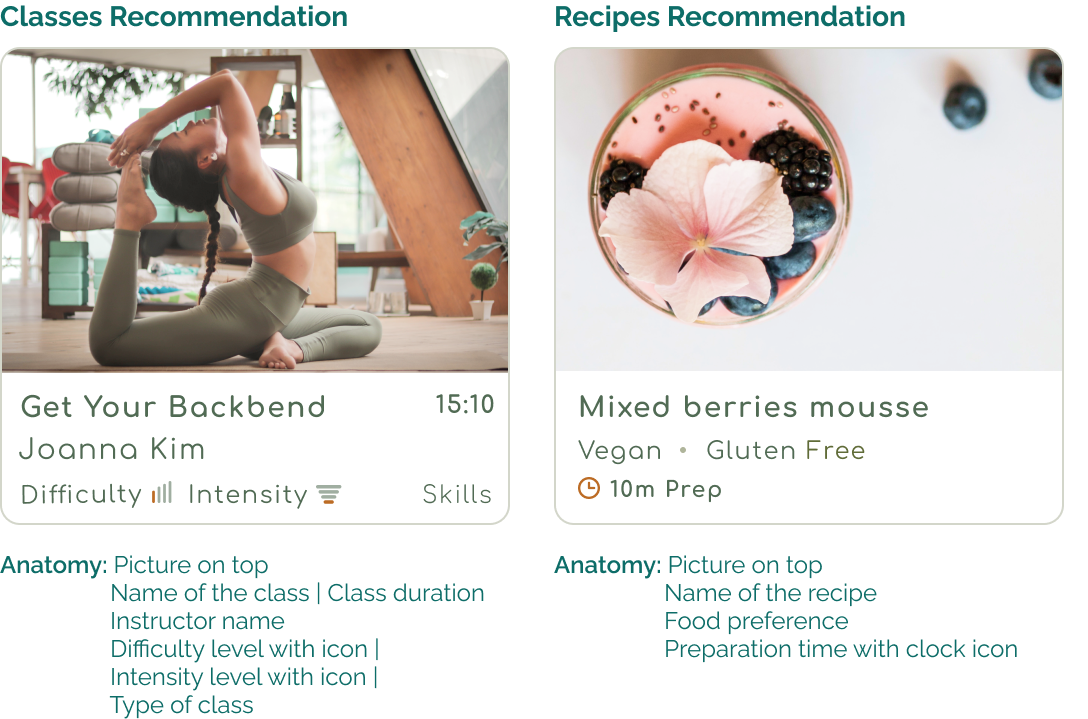 Classes Recommendation
Get Your Backbend 15:10
Joanna Kim
Difficulty Intensity Skills
Anatomy: Picture on top
Name of the class | Class duration
Instructor name
Difficulty level with icon |
Intensity level with icon |
Type of class
Recipes Recommendation
Mixed berries mousse
Vegan • Gluten Free
10m Prep
Anatomy: Picture on top
Name of the recipe
Food preference
Preparation time with clock icon